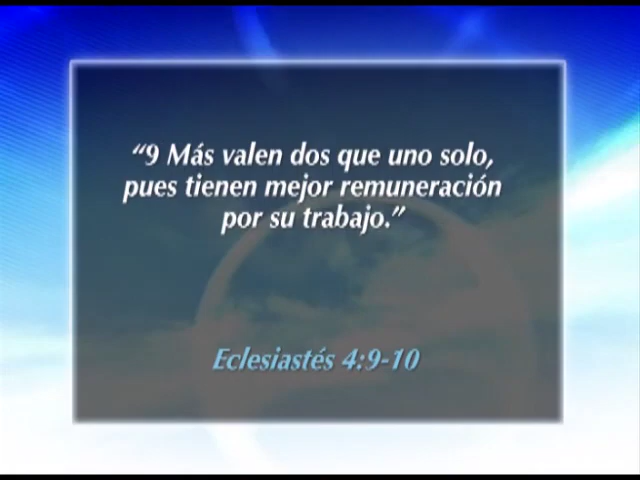 “9 Más valen dos que uno solo,
pues tienen mejor remuneración
por su trabajo.”
Eclesiastés 4:9-10